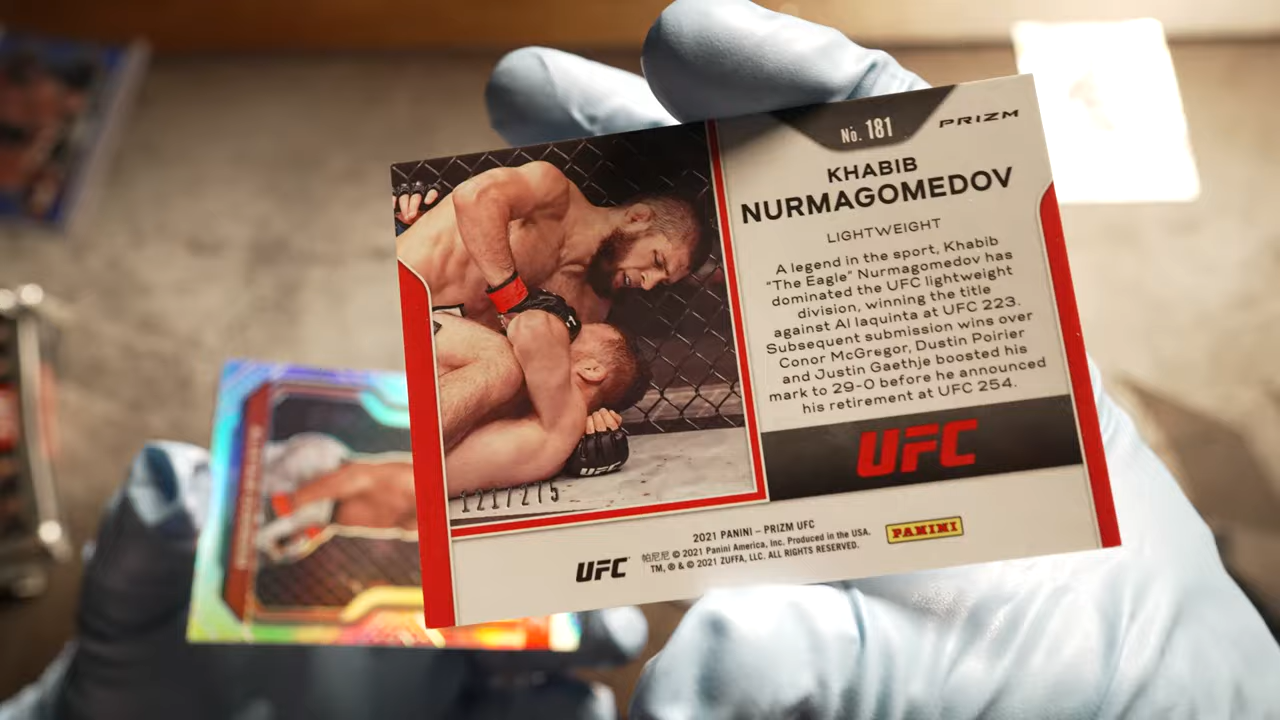 No. 181
PRIZM
KHABIB
NURMAGOMEDOV
LIGHTWEIGHT
A legend in the sport, Khabib
"The Eagle" Nurmagomedov has
dominated the UFC lightweight
division, winning the title
against Al Iaquinta at UFC 223.
Subsequent submission wins over
Conor McGregor, Dustin Poirier
and Justin Gaethje boosted his
mark to 29-0 before he announced
his retirement at UFC 254.
UFC
UFC
121/275
2021 PANINI – PRIZM UFC
帕尼尼 © 2021 Panini America, Inc. Produced in the USA.
TM, ® & © 2021 ZUFFA, LLC. ALL RIGHTS RESERVED.
UFC
PANINI